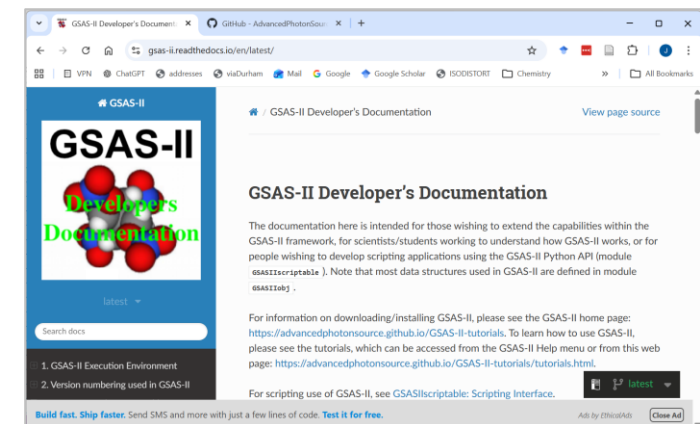 GSAS-II Developer's Document
GitHub - AdvancedPhotonSour
gsas-ii.readthedocs.io/en/latest/
VPN ChatGPT addresses viaDurham Mail Google Google Scholar ISODISTORT Chemistry » All Bookmarks
GSAS-II
GSAS-II
Developers
Documentation
latest
Search docs
1. GSAS-II Execution Environment
2. Version numbering used in GSAS-II
/ GSAS-II Developer's Documentation
View page source
GSAS-II Developer's Documentation
The documentation here is intended for those wishing to extend the capabilities within the
GSAS-II framework, for scientists/students working to understand how GSAS-II works, or for
people wishing to develop scripting applications using the GSAS-II Python API (module
GSASIIscriptable ). Note that most data structures used in GSAS-II are defined in module
GSASIIobj .
For information on downloading/installing GSAS-II, please see the GSAS-II home page:
https://advancedphotonsource.github.io/GSAS-II-tutorials. To learn how to use GSAS-II,
please see the tutorials, which can be accessed from the GSAS-II Help menu or from this web
page: https://advancedphotonsource.github.io/GSAS-II-tutorials/tutorials.html.
For scripting use of GSAS-II, see GSASIIscriptable: Scripting Interface.
latest
Build fast. Ship faster. Send SMS and more with just a few lines of code. Test it for free.
Ads by EthicalAds
Close Ad